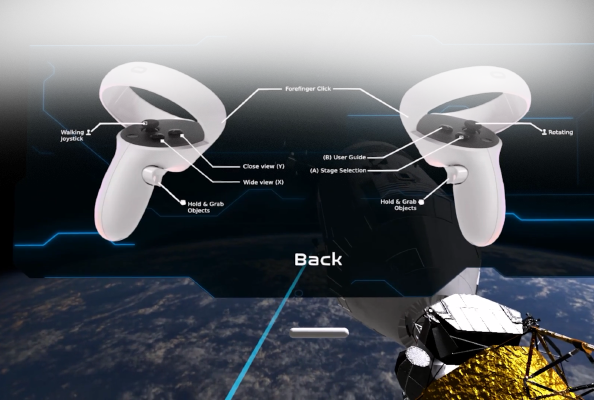 Forefinger Click
Walking
joystick
Rotating
(B) User Guide
Close view (Y)
(A) Stage Selection
Wide view (X)
Hold & Grab
Objects
Hold & Grab
Objects
Back